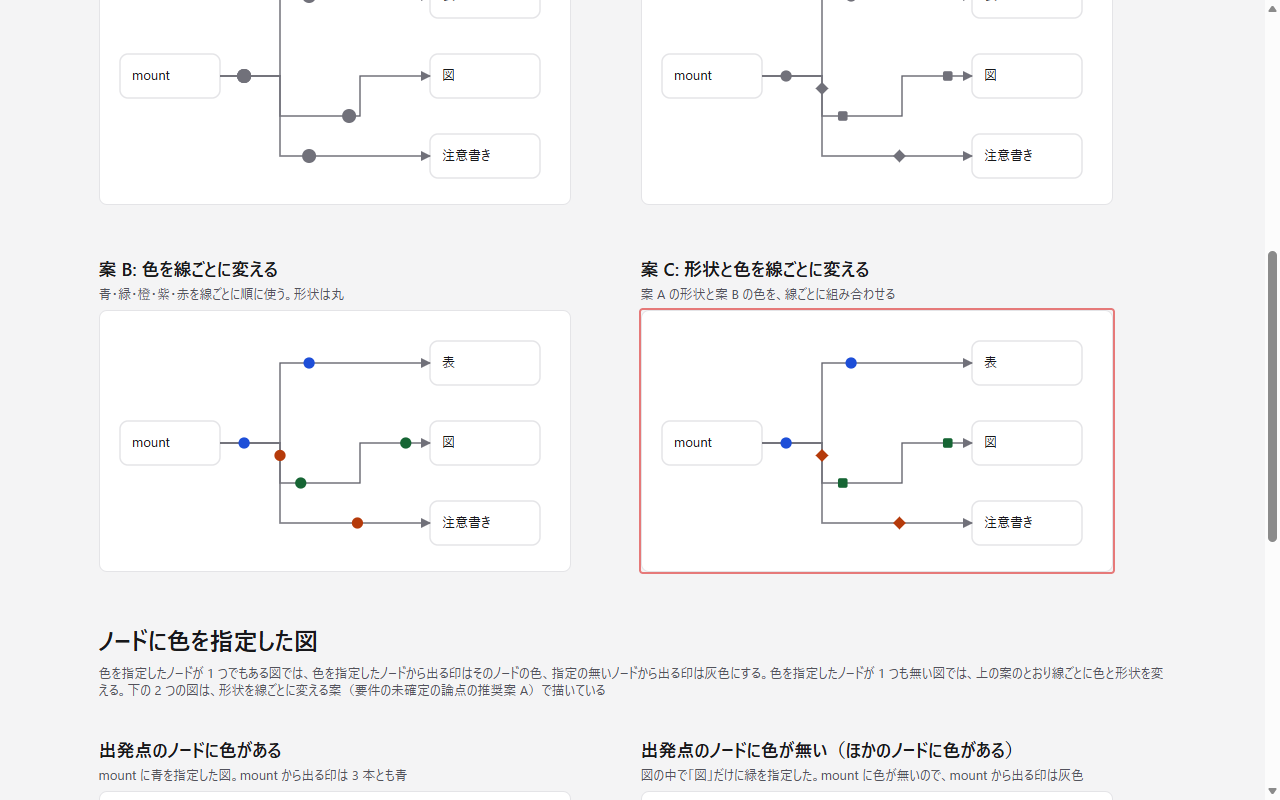 mount
図
注意書き
mount
図
注意書き
案 B: 色を線ごとに変える
青・緑・橙・紫・赤を線ごとに順に使う。形状は丸
案 C: 形状と色を線ごとに変える
案 A の形状と案 B の色を、線ごとに組み合わせる
表
mount
図
注意書き
表
mount
図
注意書き
ノードに色を指定した図
色を指定したノードが 1 つでもある図では、色を指定したノードから出る印はそのノードの色、指定の無いノードから出る印は灰色にする。色を指定したノードが 1 つも無い図では、上の案のとおり線ごとに色と形状を変
える。下の 2 つの図は、形状を線ごとに変える案（要件の未確定の論点の推奨案 A）で描いている
出発点のノードに色がある
mount に青を指定した図。mount から出る印は 3 本とも青
出発点のノードに色が無い（ほかのノードに色がある）
図の中で「図」だけに緑を指定した。mount に色が無いので、mount から出る印は灰色